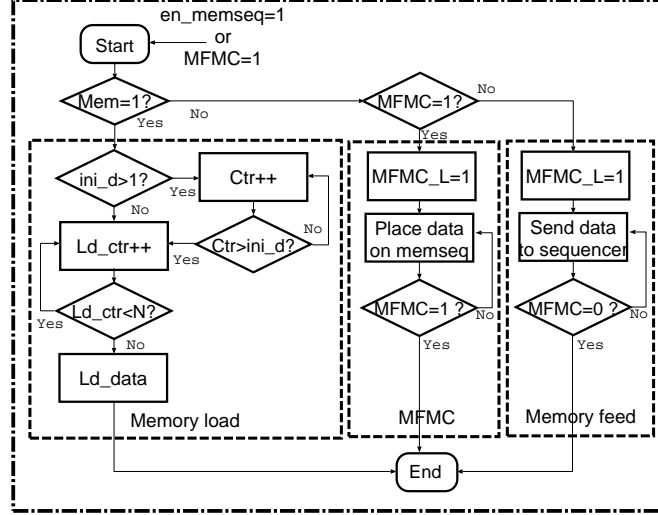 en_memseq=1
or
MFMC=1
Start
Mem=1?
No
Yes
MFMC=1?
No
Yes
ini_d>1?
Yes
No
Ctr++
No
Ctr>ini_d?
Yes
Ld_ctr++
Ld_ctr<N?
Yes
No
Ld_data
Memory load
MFMC_L=1
Place data
on memseq
MFMC=1 ?
No
Yes
MFMC
MFMC_L=1
Send data
to sequencer
MFMC=0 ?
No
Yes
Memory feed
End